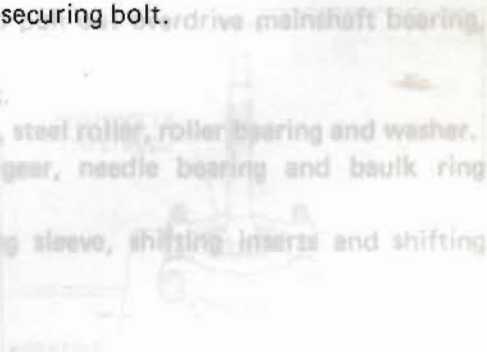 securing bolt.
overdrive mainshaft bearing,
, steel roller, roller bearing and washer.
gear, needle bearing and baulk ring
sleeve, shifting inserts and shifting